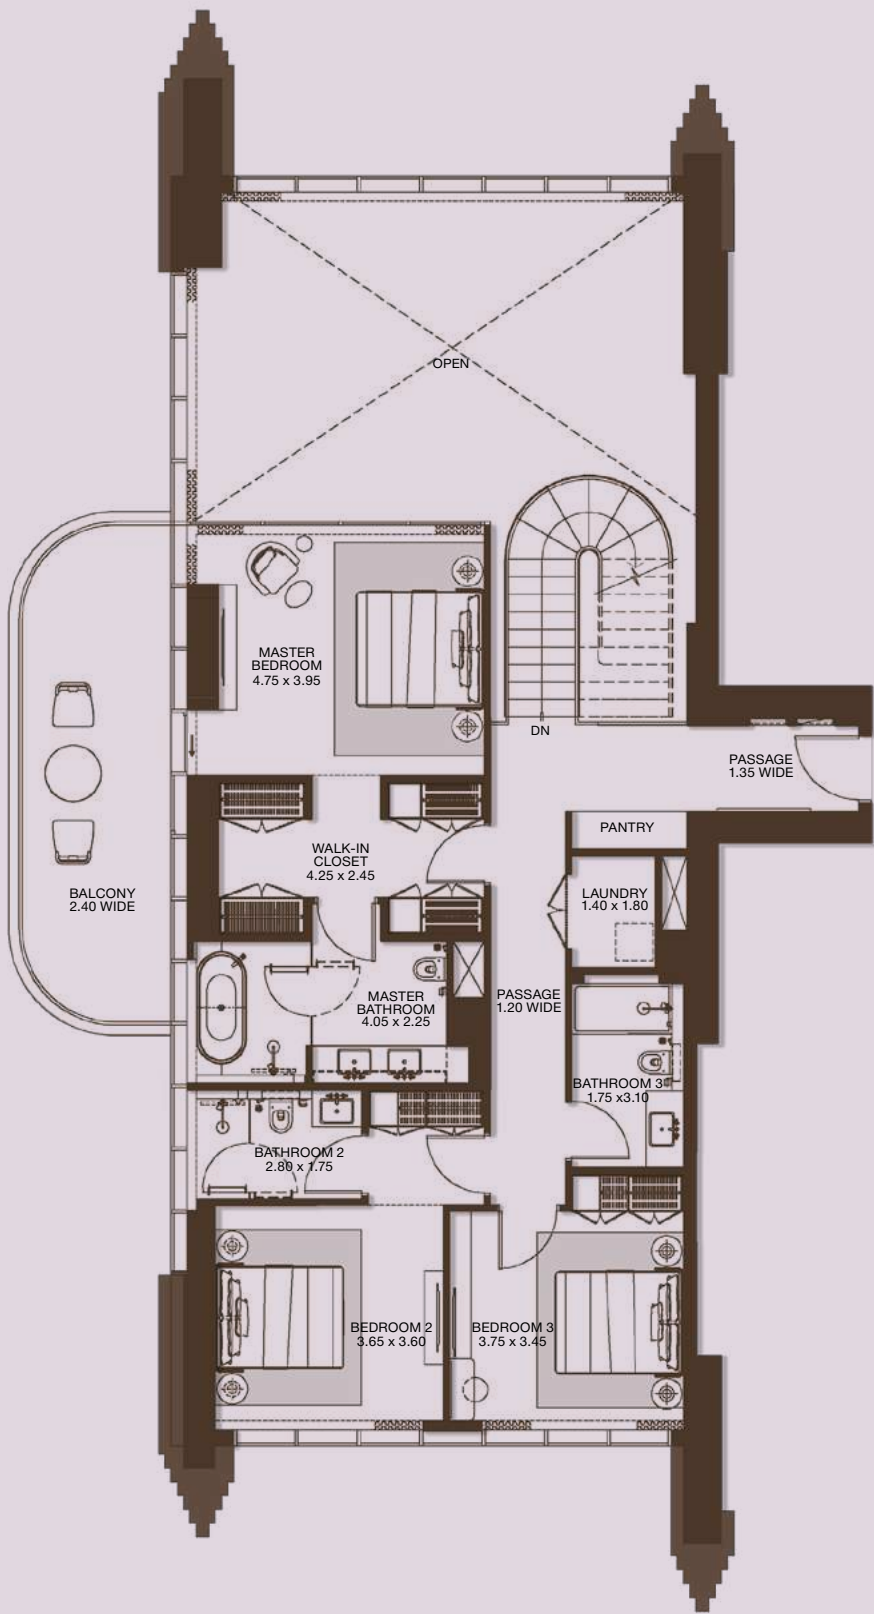 OPEN
MASTER
BEDROOM
4.75 x 3.95
DN
PASSAGE
1.35 WIDE
PANTRY
WALK-IN
CLOSET
4.25 x 2.45
LAUNDRY
1.40 x 1.80
BALCONY
2.40 WIDE
MASTER
BATHROOM
4.05 x 2.25
PASSAGE
1.20 WIDE
BATHROOM 3
1.75 x3.10
BATHROOM 2
2.80 x 1.75
BEDROOM 2
3.65 x 3.60
BEDROOM 3
3.75 x 3.45